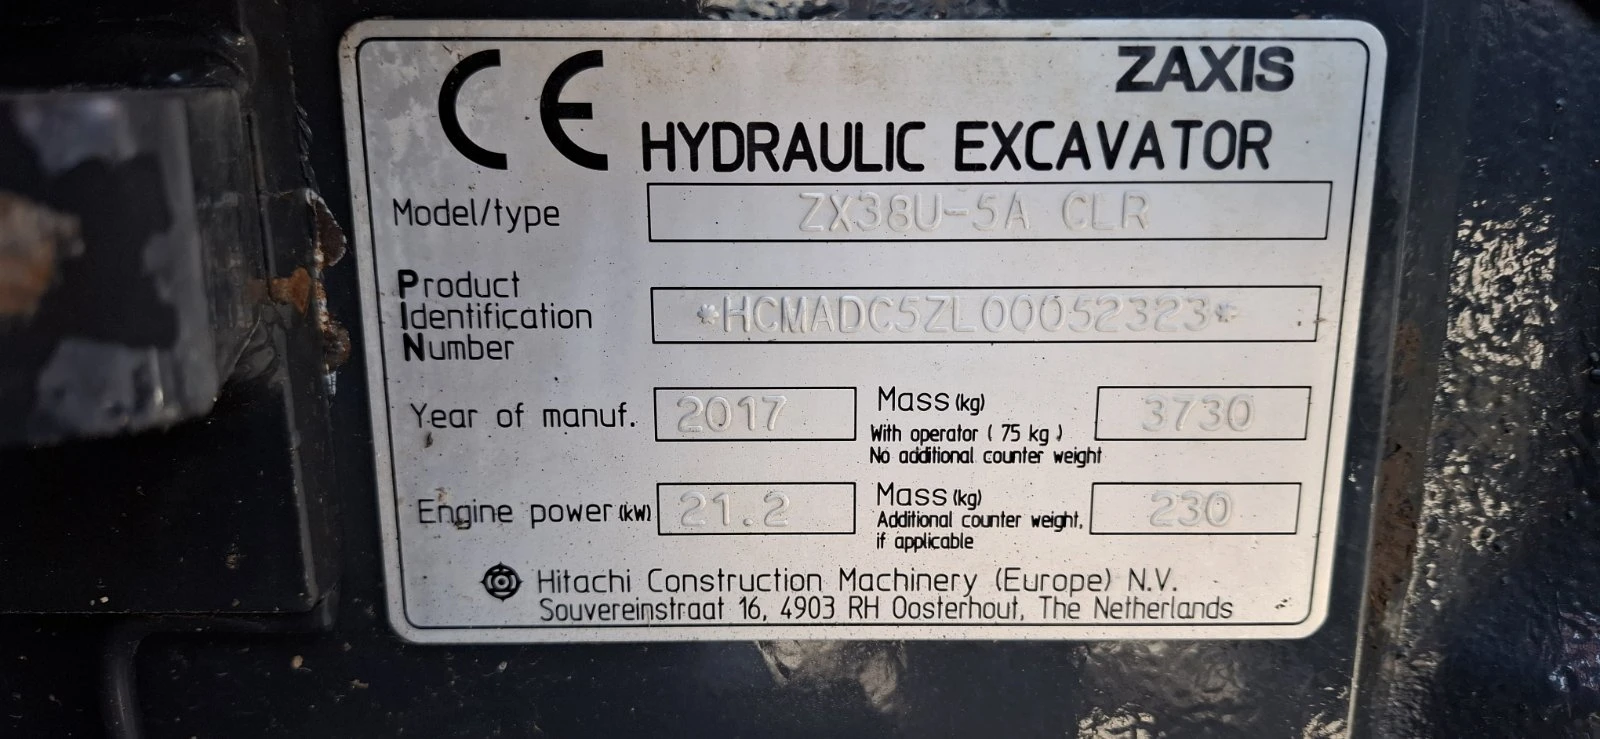 CE
ZAXIS
HYDRAULIC EXCAVATOR
Model/type ZX38U-5A CLR
Product
Identification *HCMADC5ZL00052323*
Number
Year of manuf. 2017 Mass (kg) 3730
With operator ( 75 kg )
No additional counter weight
Engine power (kW) 21.2 Mass (kg) 230
Additional counter weight,
if applicable
Hitachi Construction Machinery (Europe) N.V.
Souvereinstraat 16, 4903 RH Oosterhout, The Netherlands